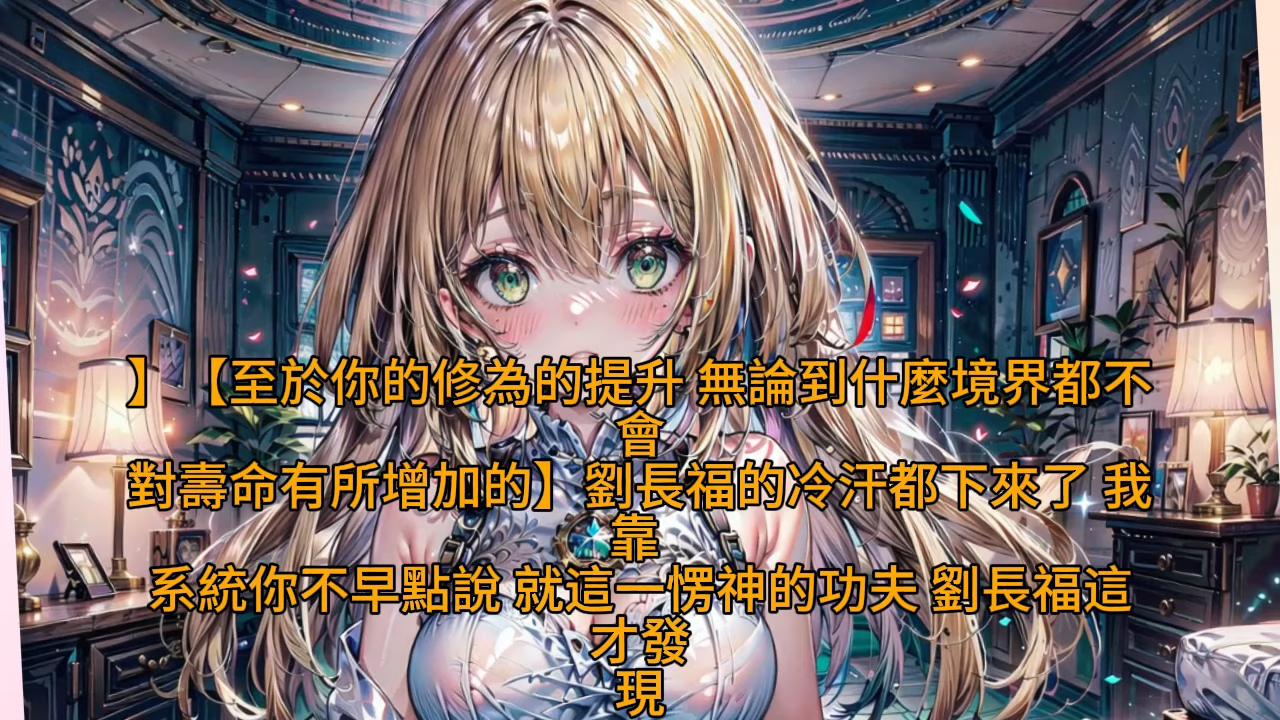 】 【至於你的修為的提升 無論到什麼境界都不
會
對壽命有所增加的】劉長福的冷汗都下來了 我
靠
系統你不早點說 就這一愣神的功夫 劉長福這
才發
現